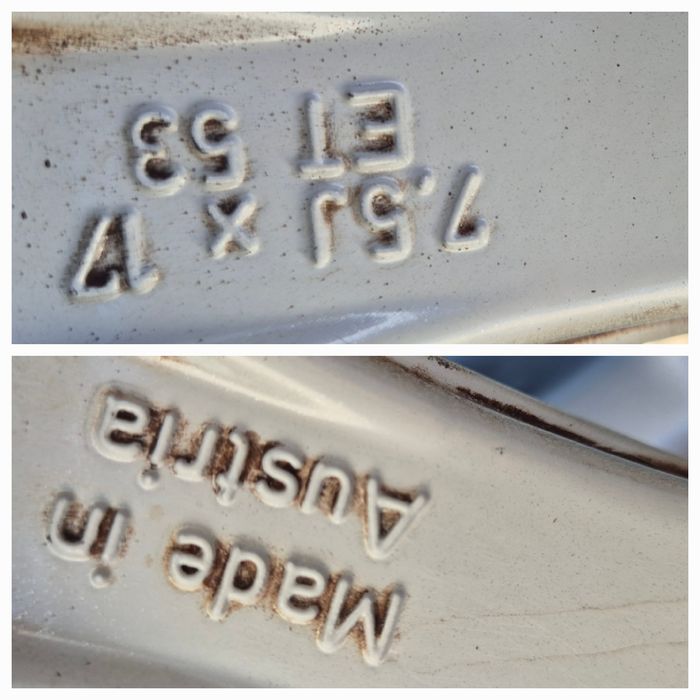 7.5J x 17
ET 53
Made in
Austria